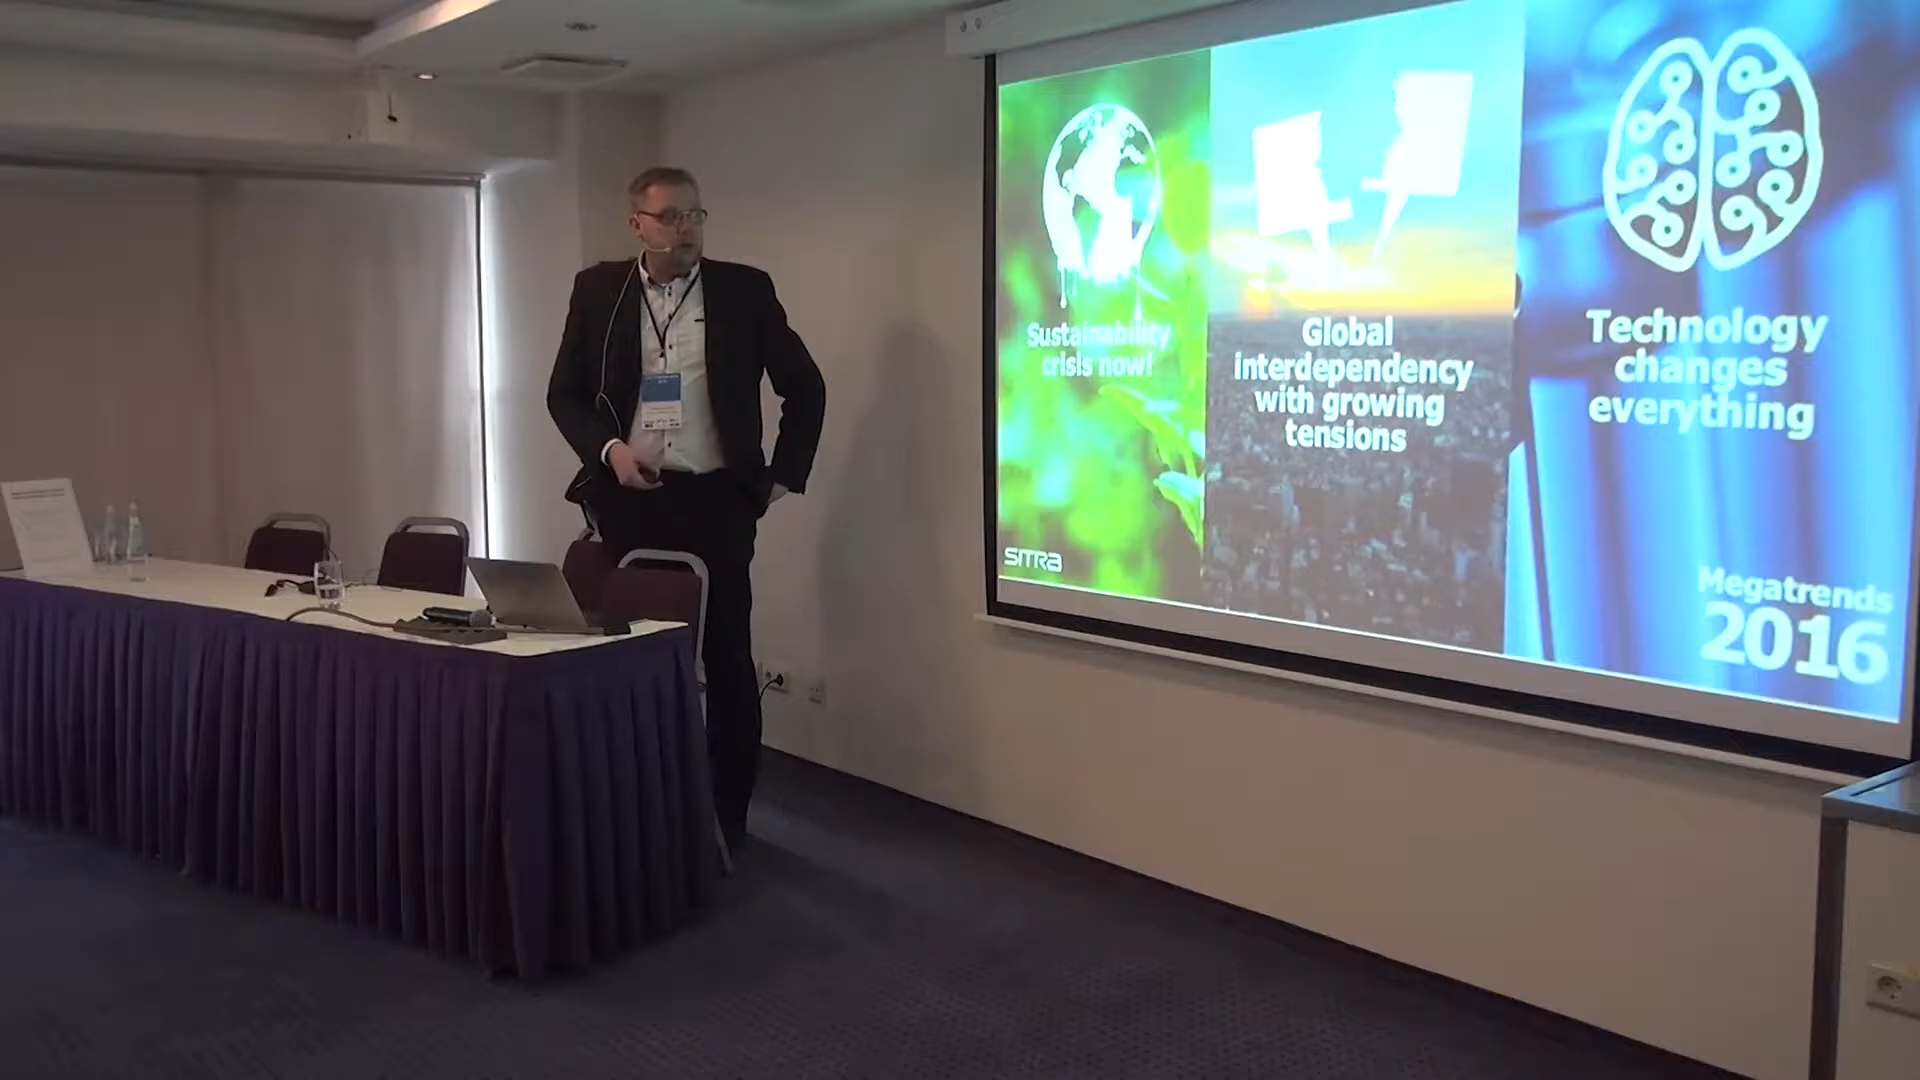 Sustainability
crisis now!
Global
interdependency
with growing
tensions
Technology
changes
everything
SITRA
Megatrends
2016